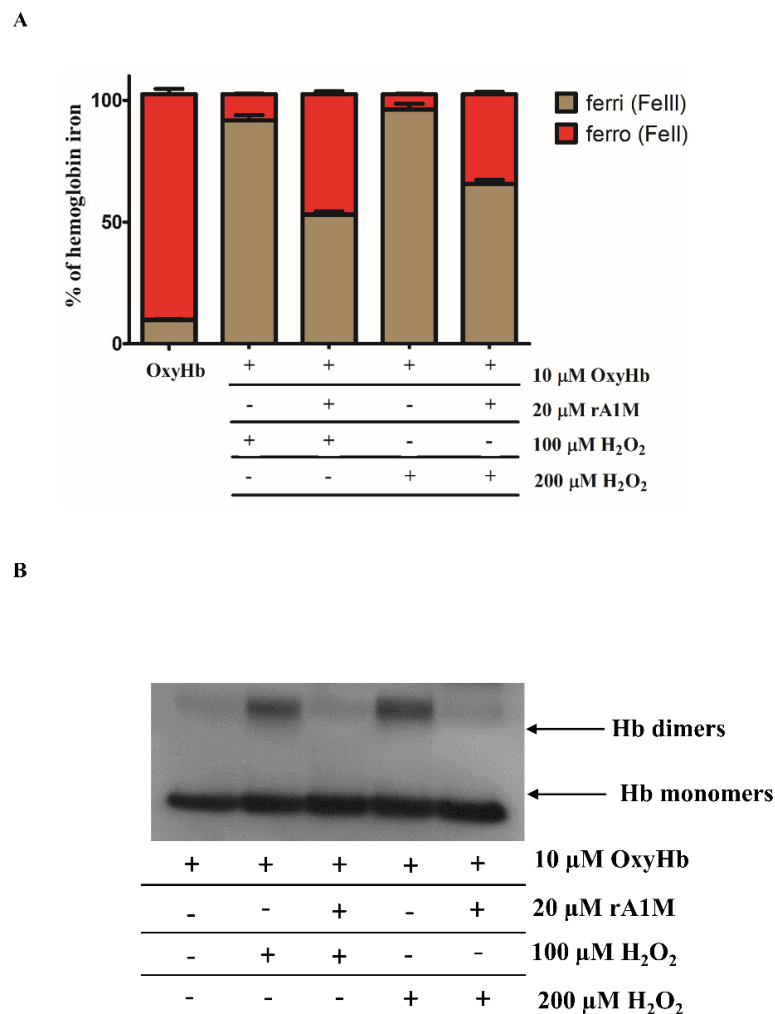 A
% of hemoglobin iron
100
50
0
ferri (FeIII)
ferro (FeII)
OxyHb + + + + 10 μM OxyHb
- + - + 20 μM rA1M
+ + - - 100 μM H₂O₂
- - + + 200 μM H₂O₂
B
Hb dimers
Hb monomers
+ + + + + 10 μM OxyHb
- - + - + 20 μM rA1M
- + + - - 100 μM H₂O₂
- - - + + 200 μM H₂O₂